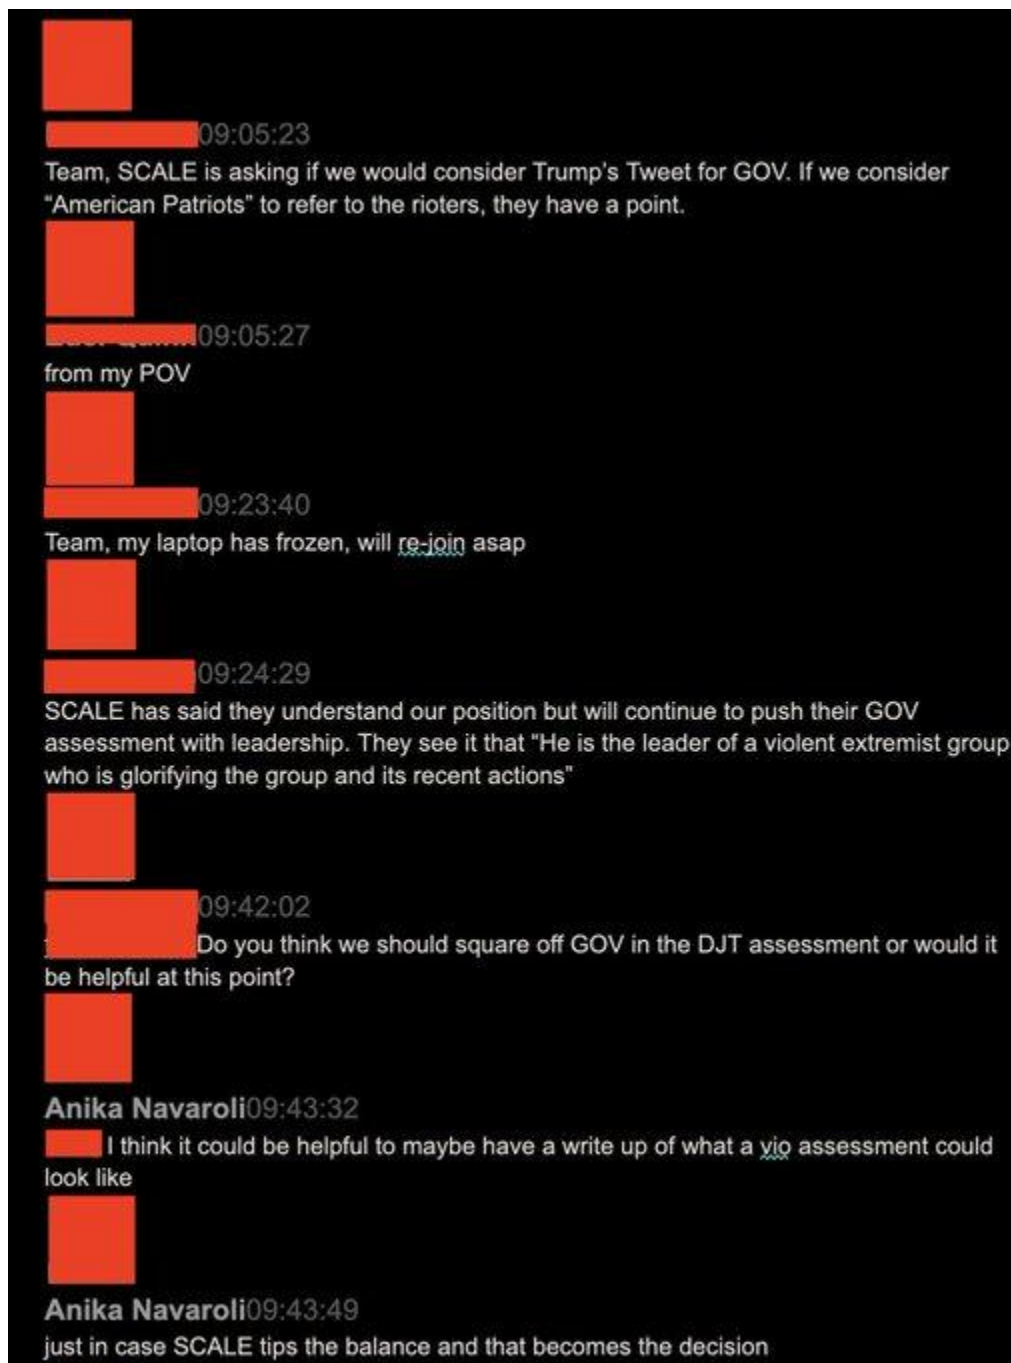 09:05:23
Team, SCALE is asking if we would consider Trump's Tweet for GOV. If we consider
“American Patriots” to refer to the rioters, they have a point.
09:05:27
from my POV
09:23:40
Team, my laptop has frozen, will re-join asap
09:24:29
SCALE has said they understand our position but will continue to push their GOV
assessment with leadership. They see it that "He is the leader of a violent extremist group
who is glorifying the group and its recent actions"
09:42:02
Do you think we should square off GOV in the DJT assessment or would it
be helpful at this point?
Anika Navaroli09:43:32
I think it could be helpful to maybe have a write up of what a vio assessment could
look like
Anika Navaroli09:43:49
just in case SCALE tips the balance and that becomes the decision